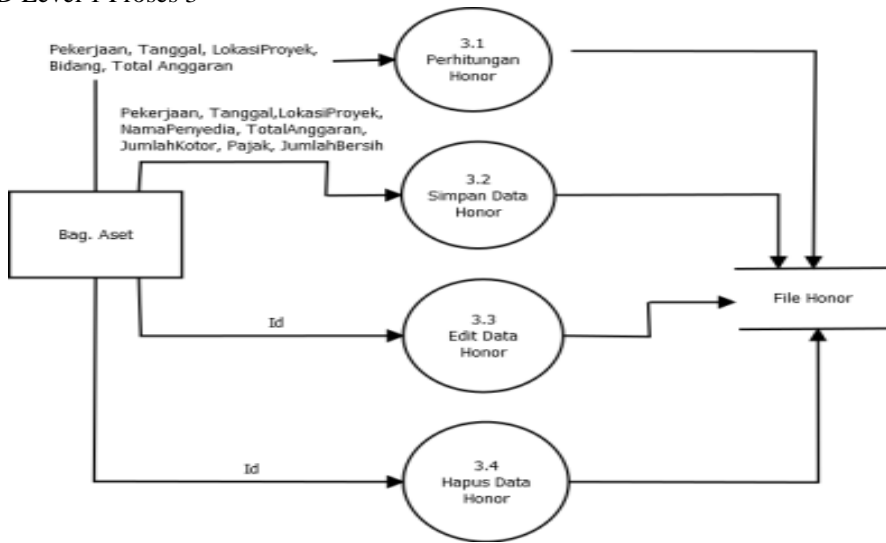 Level 1 Proses 3
Pekerjaan, Tanggal, LokasiProyek,
Bidang, Total Anggaran
3.1
Perhitungan
Honor
Pekerjaan, Tanggal,LokasiProyek,
NamaPenyedia, TotalAnggaran,
JumlahKotor, Pajak, JumlahBersih
3.2
Simpan Data
Honor
Bag. Aset
File Honor
Id
3.3
Edit Data
Honor
Id
3.4
Hapus Data
Honor